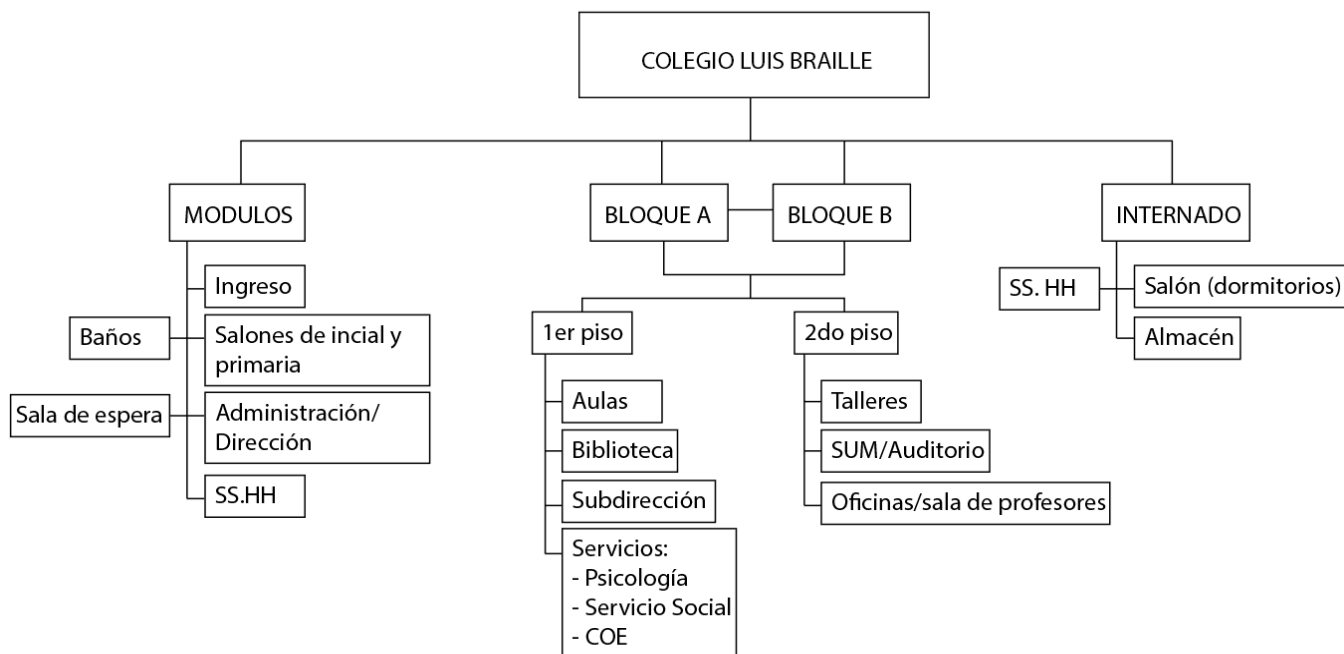 COLEGIO LUIS BRAILLE
MODULOS
BLOQUE A
BLOQUE B
INTERNADO
Ingreso
Baños
Salones de incial y
primaria
Sala de espera
Administración/
Dirección
SS.HH
1er piso
Aulas
Biblioteca
Subdirección
Servicios:
- Psicología
- Servicio Social
- COE
2do piso
Talleres
SUM/Auditorio
Oficinas/sala de profesores
SS. HH
Salón (dormitorios)
Almacén